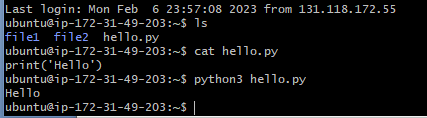 Last login: Mon Feb  6 23:57:08 2023 from 131.118.172.55
ubuntu@ip-172-31-49-203:~$ ls
file1  file2  hello.py
ubuntu@ip-172-31-49-203:~$ cat hello.py
print('Hello')
ubuntu@ip-172-31-49-203:~$ python3 hello.py
Hello
ubuntu@ip-172-31-49-203:~$